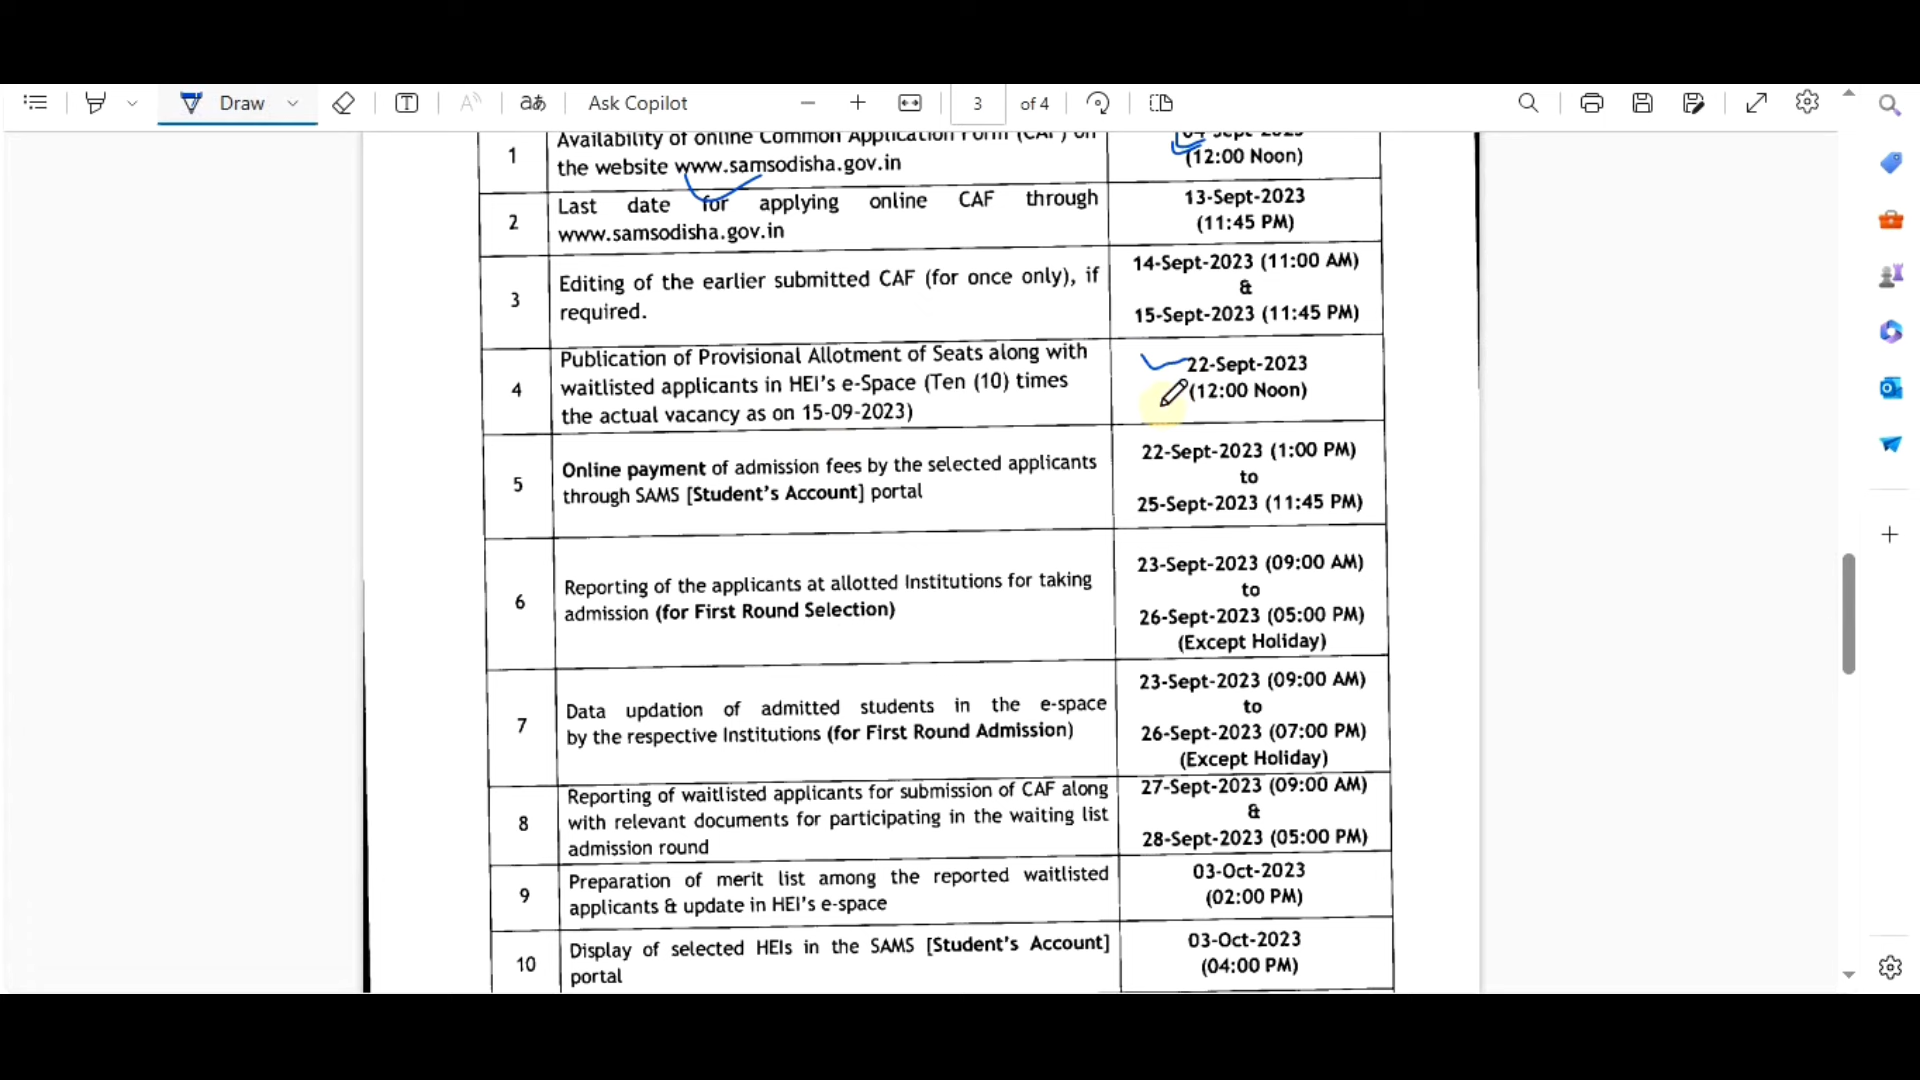 Draw
Ask Copilot
3
of 4
1
Availability of online Common Application Form (CAF) on
the website www.samsodisha.gov.in
04-Sept-2023
(12:00 Noon)
2
Last date for applying online CAF through
www.samsodisha.gov.in
13-Sept-2023
(11:45 PM)
3
Editing of the earlier submitted CAF (for once only), if
required.
14-Sept-2023 (11:00 AM)
&
15-Sept-2023 (11:45 PM)
4
Publication of Provisional Allotment of Seats along with
waitlisted applicants in HEI's e-Space (Ten (10) times
the actual vacancy as on 15-09-2023)
22-Sept-2023
(12:00 Noon)
5
Online payment of admission fees by the selected applicants
through SAMS [Student's Account] portal
22-Sept-2023 (1:00 PM)
to
25-Sept-2023 (11:45 PM)
6
Reporting of the applicants at allotted Institutions for taking
admission (for First Round Selection)
23-Sept-2023 (09:00 AM)
to
26-Sept-2023 (05:00 PM)
(Except Holiday)
7
Data updation of admitted students in the e-space
by the respective Institutions (for First Round Admission)
23-Sept-2023 (09:00 AM)
to
26-Sept-2023 (07:00 PM)
(Except Holiday)
8
Reporting of waitlisted applicants for submission of CAF along
with relevant documents for participating in the waiting list
admission round
27-Sept-2023 (09:00 AM)
&
28-Sept-2023 (05:00 PM)
9
Preparation of merit list among the reported waitlisted
applicants & update in HEI's e-space
03-Oct-2023
(02:00 PM)
10
Display of selected HEIs in the SAMS [Student's Account]
portal
03-Oct-2023
(04:00 PM)